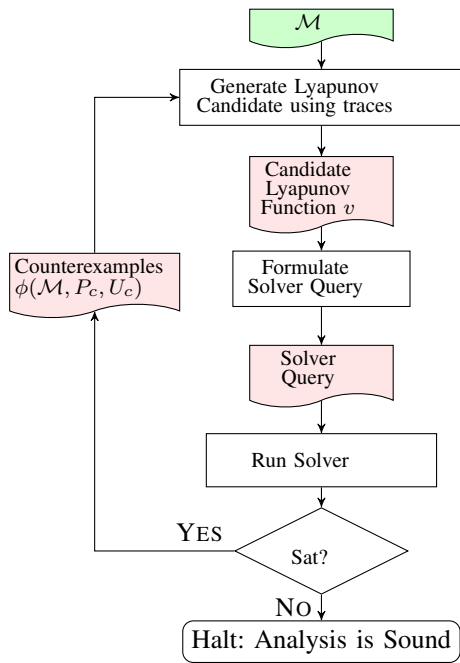 ℳ
Generate Lyapunov
Candidate using traces
Candidate
Lyapunov
Function v
Counterexamples
ϕ(ℳ, P_c, U_c)
Formulate
Solver Query
Solver
Query
Run Solver
YES
Sat?
NO
Halt: Analysis is Sound